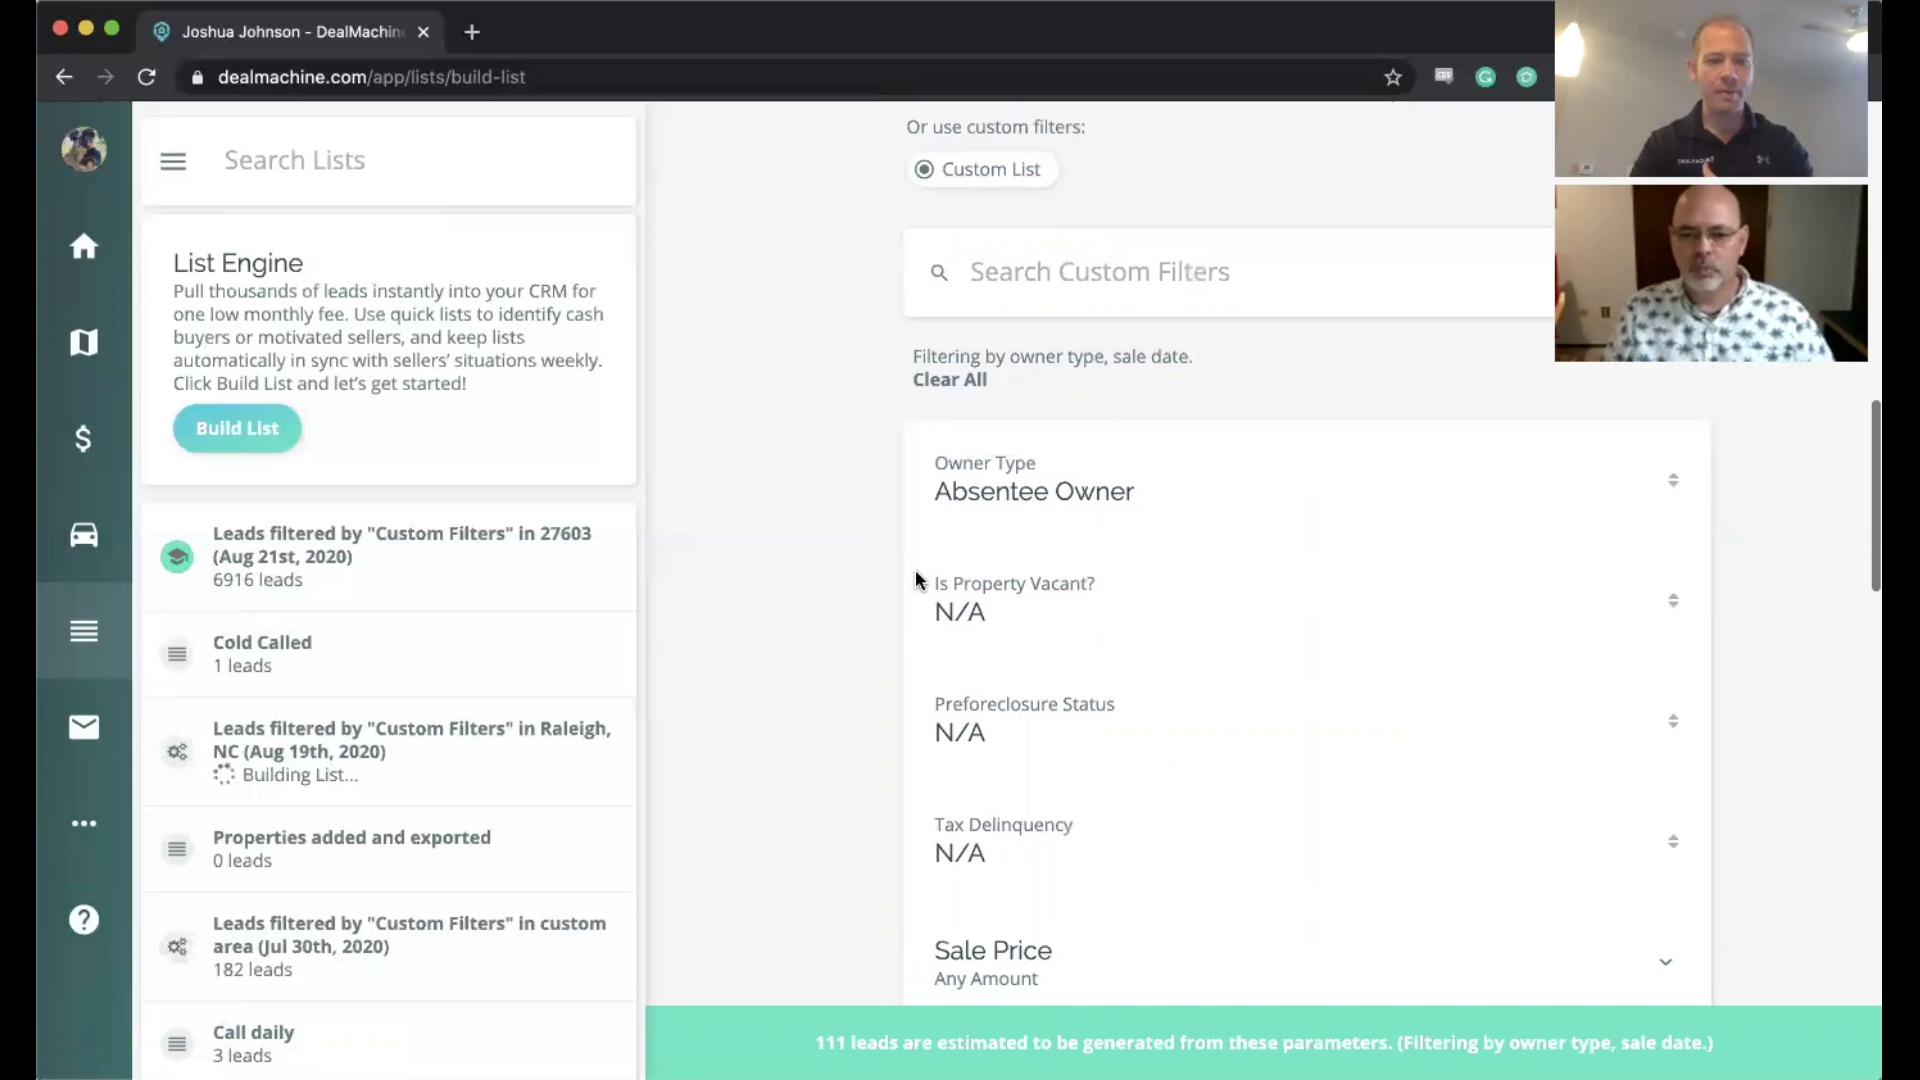 Joshua Johnson - DealMachin
dealmachine.com/app/lists/build-list
Search Lists
List Engine
Pull thousands of leads instantly into your CRM for
one low monthly fee. Use quick lists to identify cash
buyers or motivated sellers, and keep lists
automatically in sync with sellers' situations weekly.
Click Build List and let's get started!
Build List
Leads filtered by "Custom Filters" in 27603
(Aug 21st, 2020)
6916 leads
Cold Called
1 leads
Leads filtered by "Custom Filters" in Raleigh,
NC (Aug 19th, 2020)
Building List...
Properties added and exported
0 leads
Leads filtered by "Custom Filters" in custom
area (Jul 30th, 2020)
182 leads
Call daily
3 leads
Or use custom filters:
Custom List
Search Custom Filters
Filtering by owner type, sale date.
Clear All
Owner Type
Absentee Owner
Is Property Vacant?
N/A
Preforeclosure Status
N/A
Tax Delinquency
N/A
Sale Price
Any Amount
111 leads are estimated to be generated from these parameters. (Filtering by owner type, sale date.)